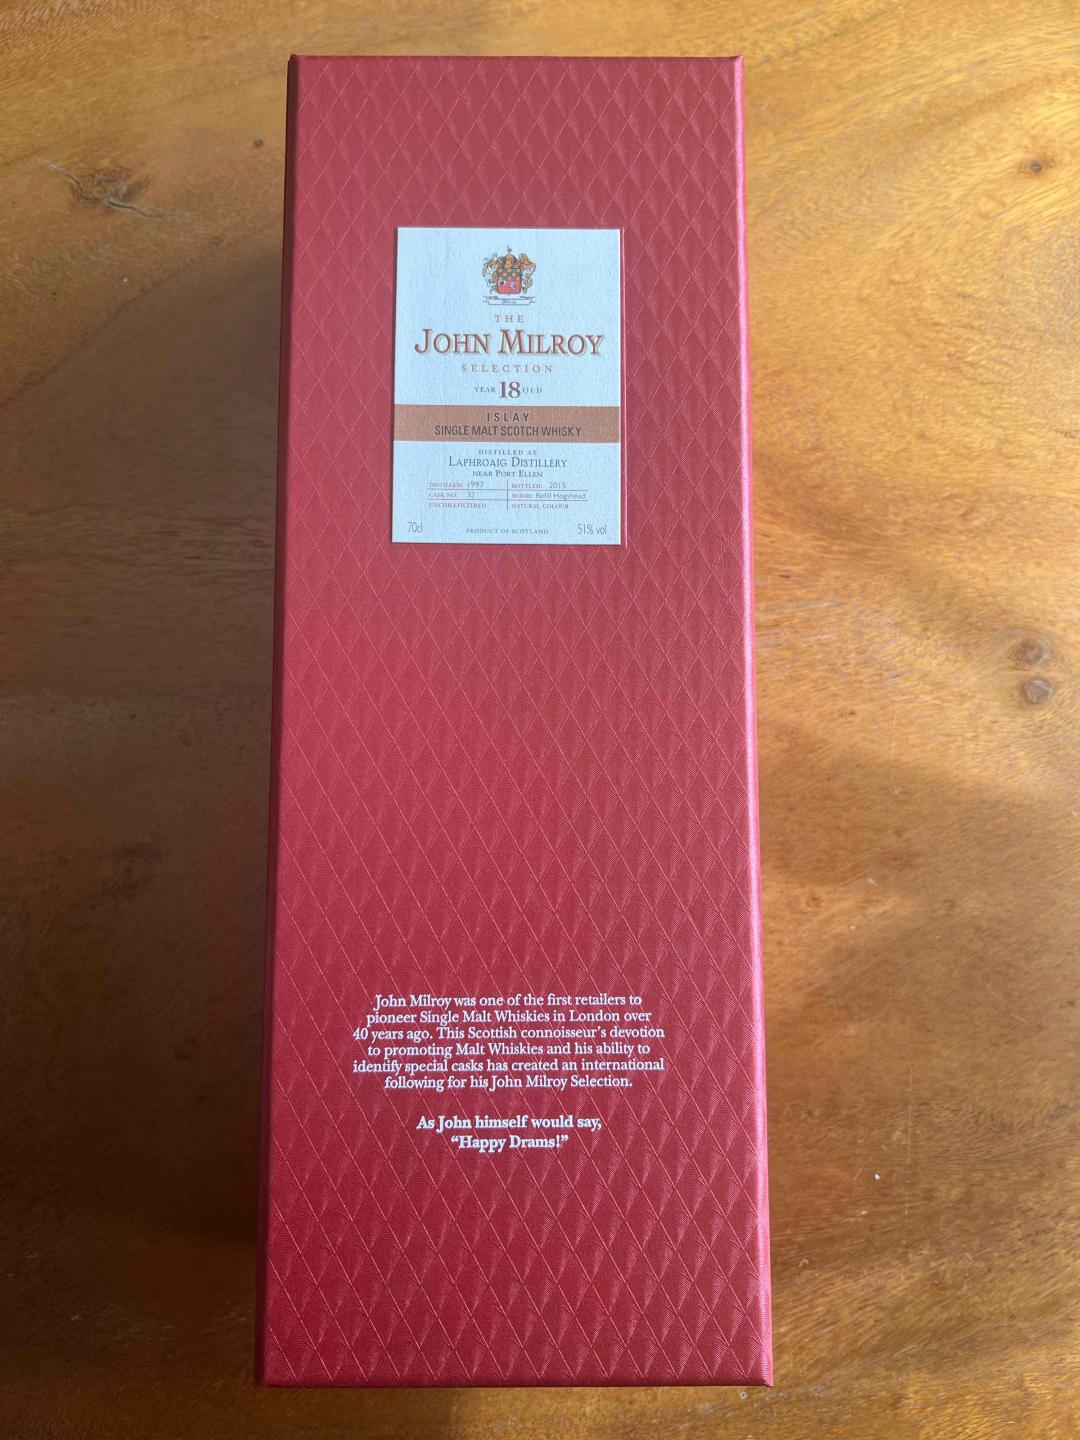 THE
JOHN MILROY
SELECTION
YEAR 18 OLD
ISLAY
SINGLE MALT SCOTCH WHISKY
DISTILLED AT
LAPHROAIG DISTILLERY
NEAR PORT ELLEN
DISTILLED: 1997 BOTTLED: 2015
CASK NO: 32 WOOD: Refill Hogshead
UNCHILLFILTERED NATURAL COLOUR
70cl PRODUCT OF SCOTLAND 51% vol
John Milroy was one of the first retailers to
pioneer Single Malt Whiskies in London over
40 years ago. This Scottish connoisseur's devotion
to promoting Malt Whiskies and his ability to
identify special casks has created an international
following for his John Milroy Selection.
As John himself would say,
“Happy Drams!”